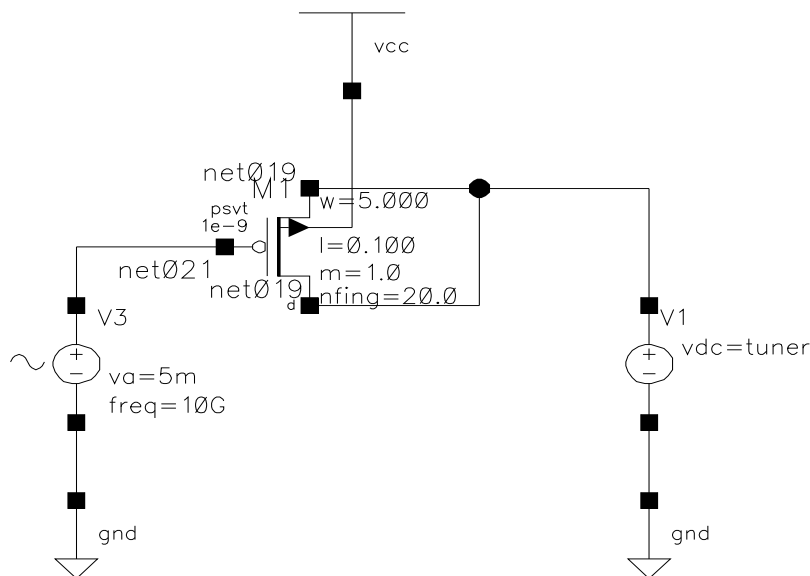 vcc
net019
M1
w=5.000
psvt
1e-9
l=0.100
net021
m=1.0
net019
d
nfing=20.0
V3
V1
+
−
+
−
vdc=tuner
va=5m
freq=10G
gnd
gnd